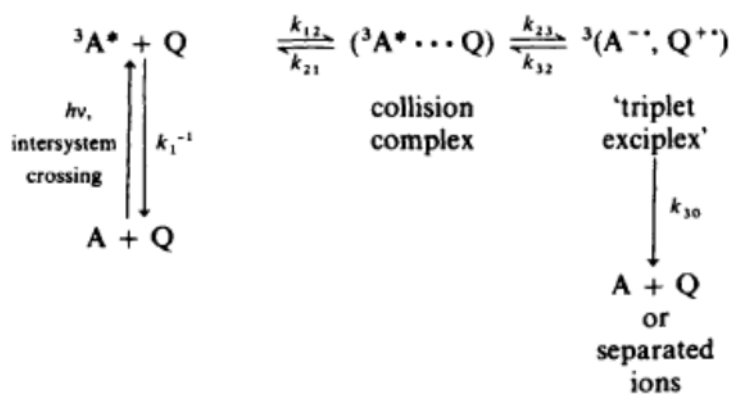 ³A* + Q
k₁₂
k₂₁
(³A* ··· Q)
k₂₃
k₃₂
³(A⁻·, Q⁺·)
hν,
intersystem
crossing
k₁⁻¹
collision
complex
'triplet
exciplex'
k₃₀
A + Q
A + Q
or
separated
ions